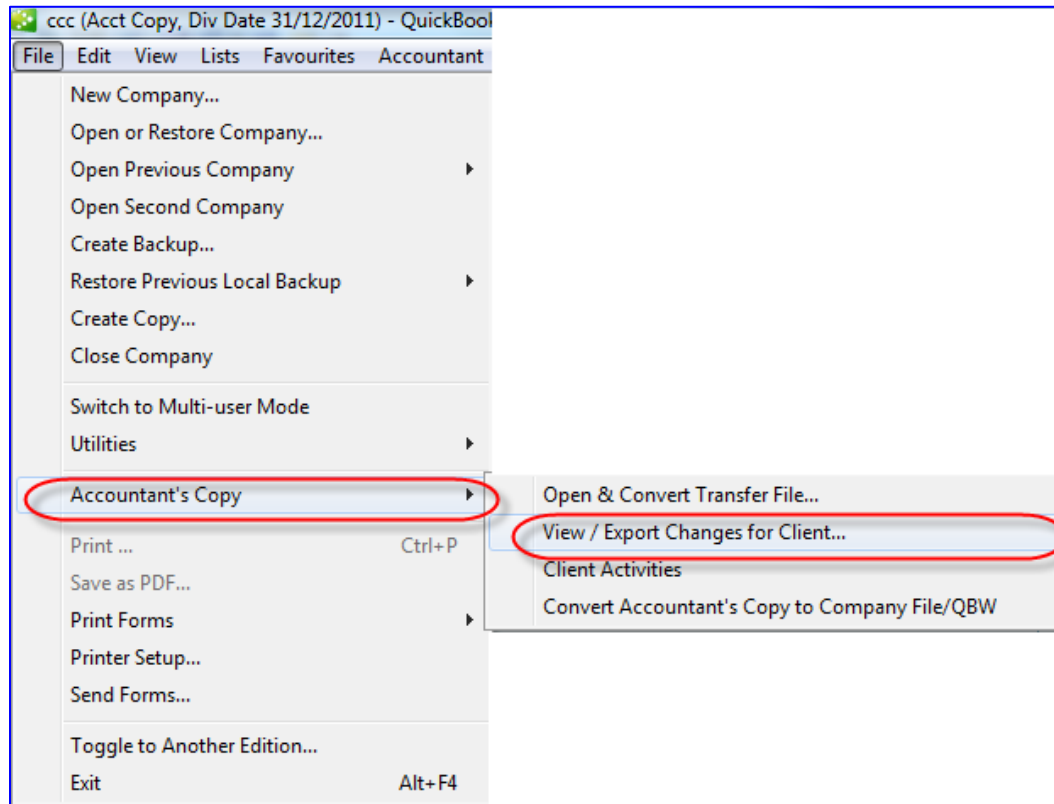 ccc (Acct Copy, Div Date 31/12/2011) - QuickBoo
File Edit View Lists Favourites Accountant
New Company...
Open or Restore Company...
Open Previous Company
Open Second Company
Create Backup...
Restore Previous Local Backup
Create Copy...
Close Company
Switch to Multi-user Mode
Utilities
Accountant's Copy
Open & Convert Transfer File...
View / Export Changes for Client...
Client Activities
Convert Accountant's Copy to Company File/QBW
Print ... Ctrl+P
Save as PDF...
Print Forms
Printer Setup...
Send Forms...
Toggle to Another Edition...
Exit Alt+F4